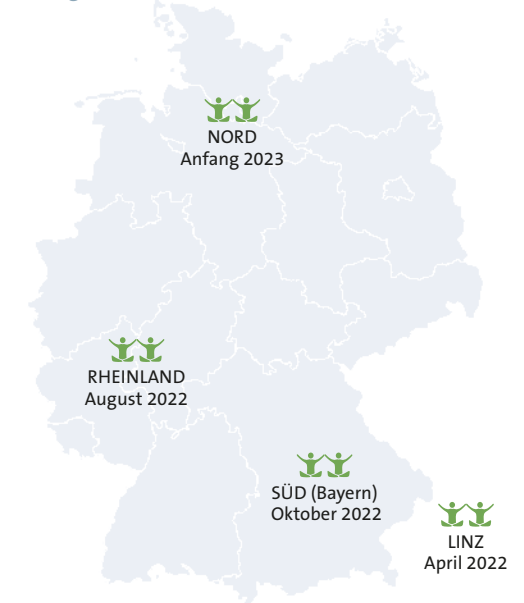 NORD
Anfang 2023
RHEINLAND
August 2022
SÜD (Bayern)
Oktober 2022
LINZ
April 2022